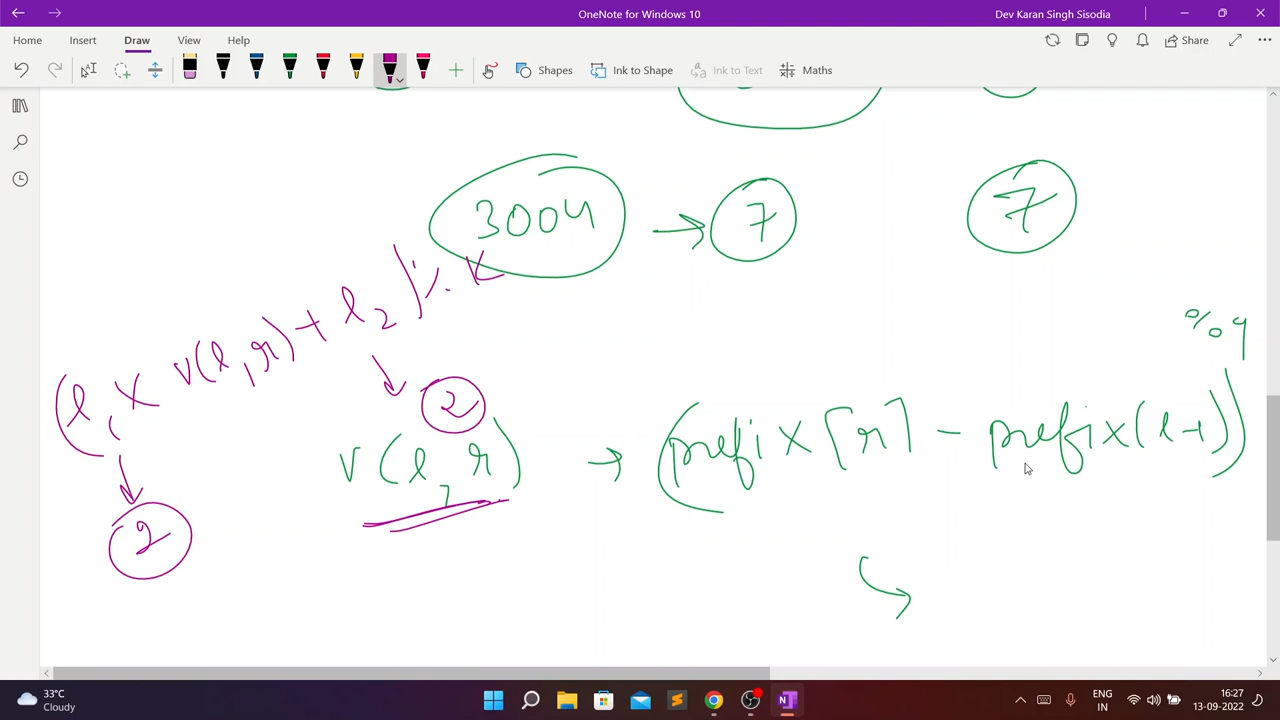 OneNote for Windows 10
Dev Karan Singh Sisodia
Home Insert Draw View Help
Share
Shapes
Ink to Shape
Ink to Text
Maths
3004 → 7
7
(l₁ × v(l,r) + l₂) % K
% 9
2
v(l, r) → (prefix[r] - prefix(l-1))
2
33°C
Cloudy
ENG
IN
16:27
13-09-2022